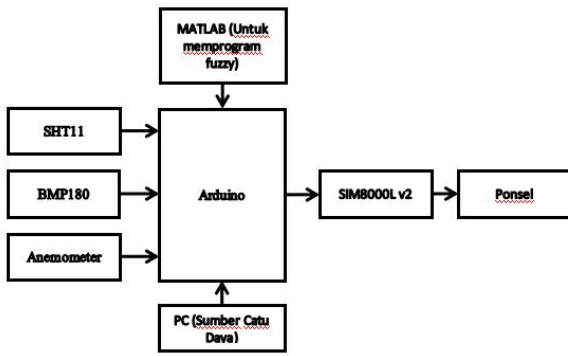 MATLAB (Untuk
memprogram
fuzzy)
SHT11
BMP180
Arduino
SIM8000L v2
Ponsel
Anemometer
PC (Sumber Catu
Daya)